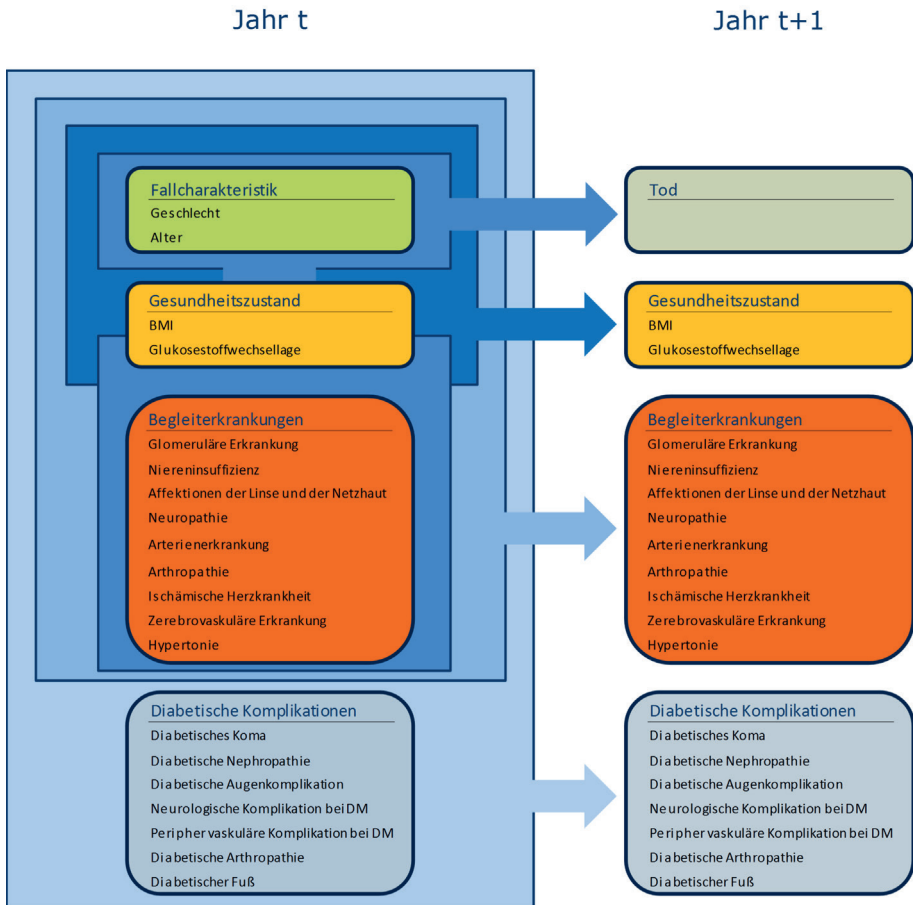 Jahr t
Jahr t+1
Fallcharakteristik
Geschlecht
Alter
Tod
Gesundheitszustand
BMI
Glukosestoffwechsellage
Gesundheitszustand
BMI
Glukosestoffwechsellage
Begleiterkrankungen
Glomeruläre Erkrankung
Niereninsuffizienz
Affektionen der Linse und der Netzhaut
Neuropathie
Arterienerkrankung
Arthropathie
Ischämische Herzkrankheit
Zerebrovaskuläre Erkrankung
Hypertonie
Begleiterkrankungen
Glomeruläre Erkrankung
Niereninsuffizienz
Affektionen der Linse und der Netzhaut
Neuropathie
Arterienerkrankung
Arthropathie
Ischämische Herzkrankheit
Zerebrovaskuläre Erkrankung
Hypertonie
Diabetische Komplikationen
Diabetisches Koma
Diabetische Nephropathie
Diabetische Augenkomplikation
Neurologische Komplikation bei DM
Peripher vaskuläre Komplikation bei DM
Diabetische Arthropathie
Diabetischer Fuß
Diabetische Komplikationen
Diabetisches Koma
Diabetische Nephropathie
Diabetische Augenkomplikation
Neurologische Komplikation bei DM
Peripher vaskuläre Komplikation bei DM
Diabetische Arthropathie
Diabetischer Fuß